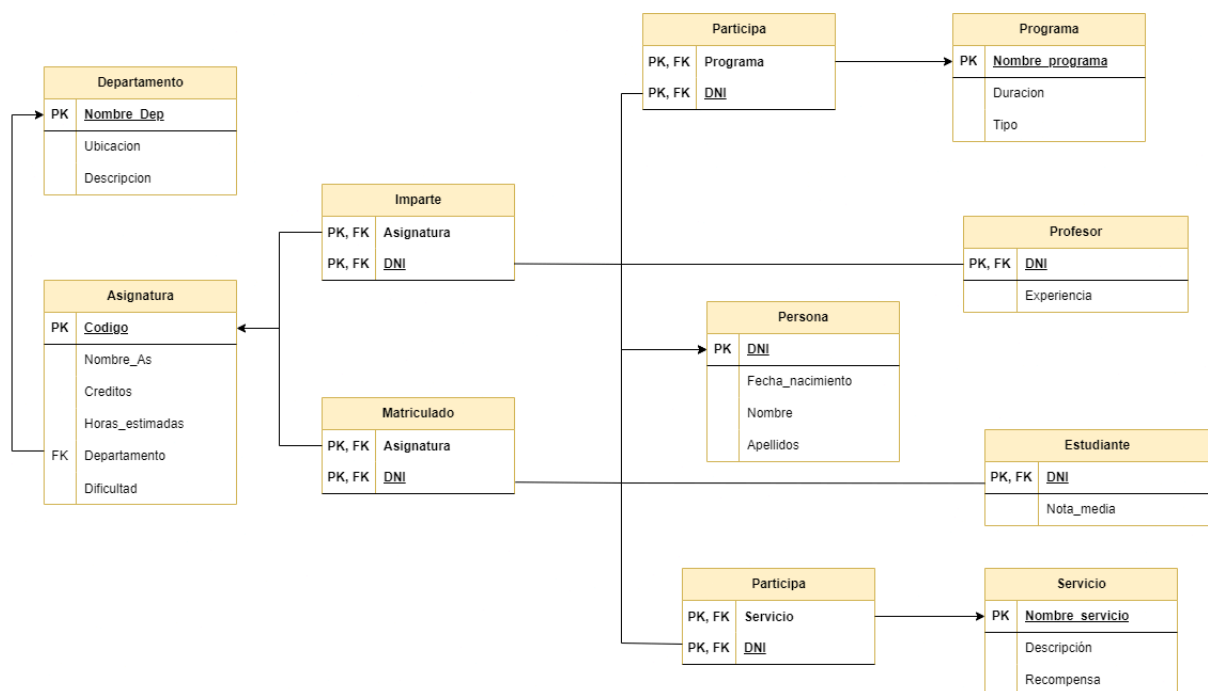 Participa
PK, FK Programa
PK, FK DNI
Programa
PK Nombre_programa
Duracion
Tipo
Departamento
PK Nombre_Dep
Ubicacion
Descripcion
Imparte
PK, FK Asignatura
PK, FK DNI
Profesor
PK, FK DNI
Experiencia
Asignatura
PK Codigo
Nombre_As
Creditos
Horas_estimadas
FK Departamento
Dificultad
Persona
PK DNI
Fecha_nacimiento
Nombre
Apellidos
Matriculado
PK, FK Asignatura
PK, FK DNI
Estudiante
PK, FK DNI
Nota_media
Participa
PK, FK Servicio
PK, FK DNI
Servicio
PK Nombre_servicio
Descripción
Recompensa